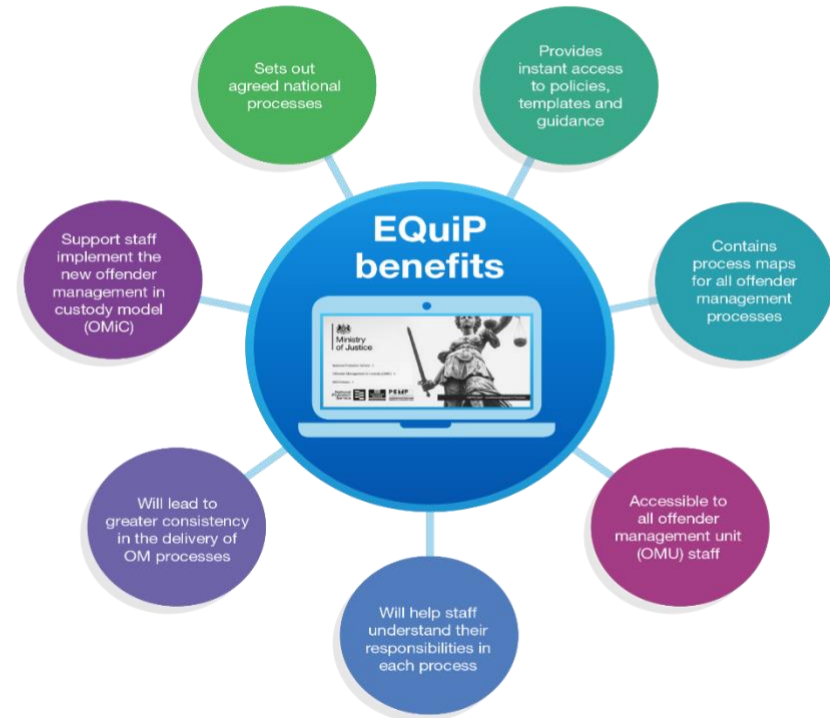 Sets out
agreed national
processes
Provides
instant access
to policies,
templates and
guidance
EQuiP
benefits
Support staff
implement the
new offender
management in
custody model
(OMiC)
Contains
process maps
for all offender
management
processes
Ministry
of Justice
Will lead to
greater consistency
in the delivery of
OM processes
Accessible to
all offender
management unit
(OMU) staff
Will help staff
understand their
responsibilities in
each process